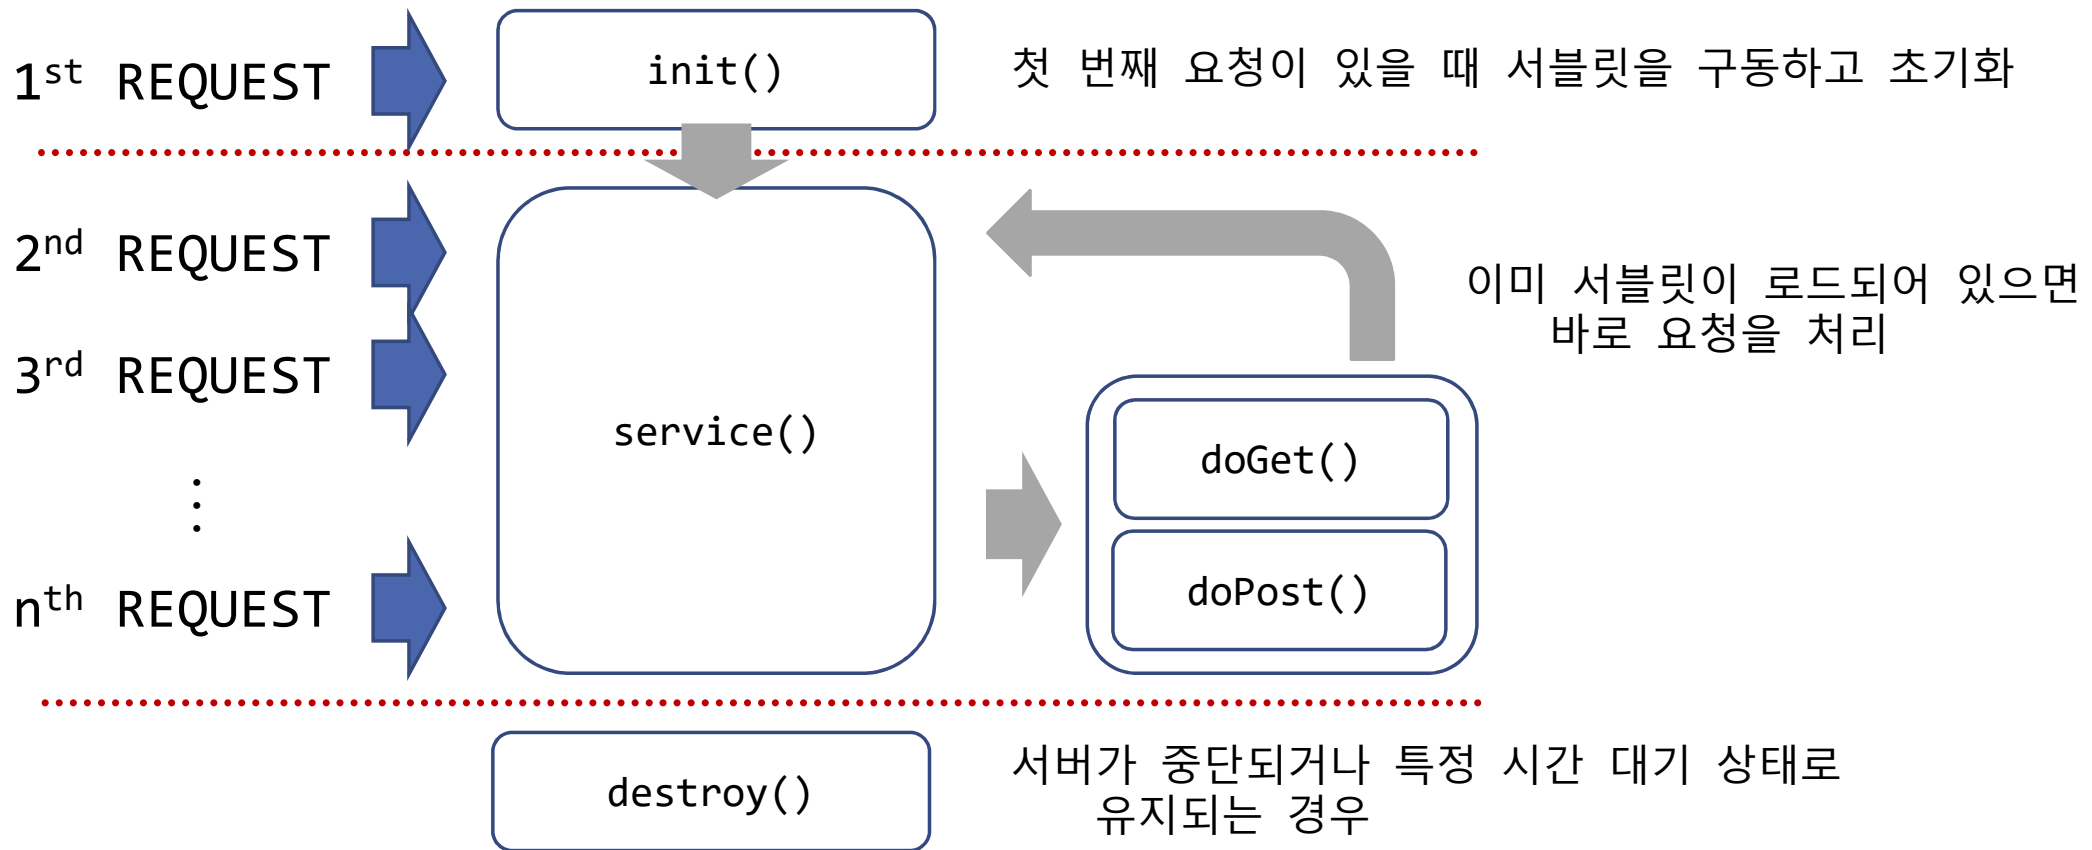 1st REQUEST
init()
첫 번째 요청이 있을 때 서블릿을 구동하고 초기화
2nd REQUEST
이미 서블릿이 로드되어 있으면
바로 요청을 처리
3rd REQUEST
service()
doGet()
⋮
doPost()
nth REQUEST
destroy()
서버가 중단되거나 특정 시간 대기 상태로
유지되는 경우